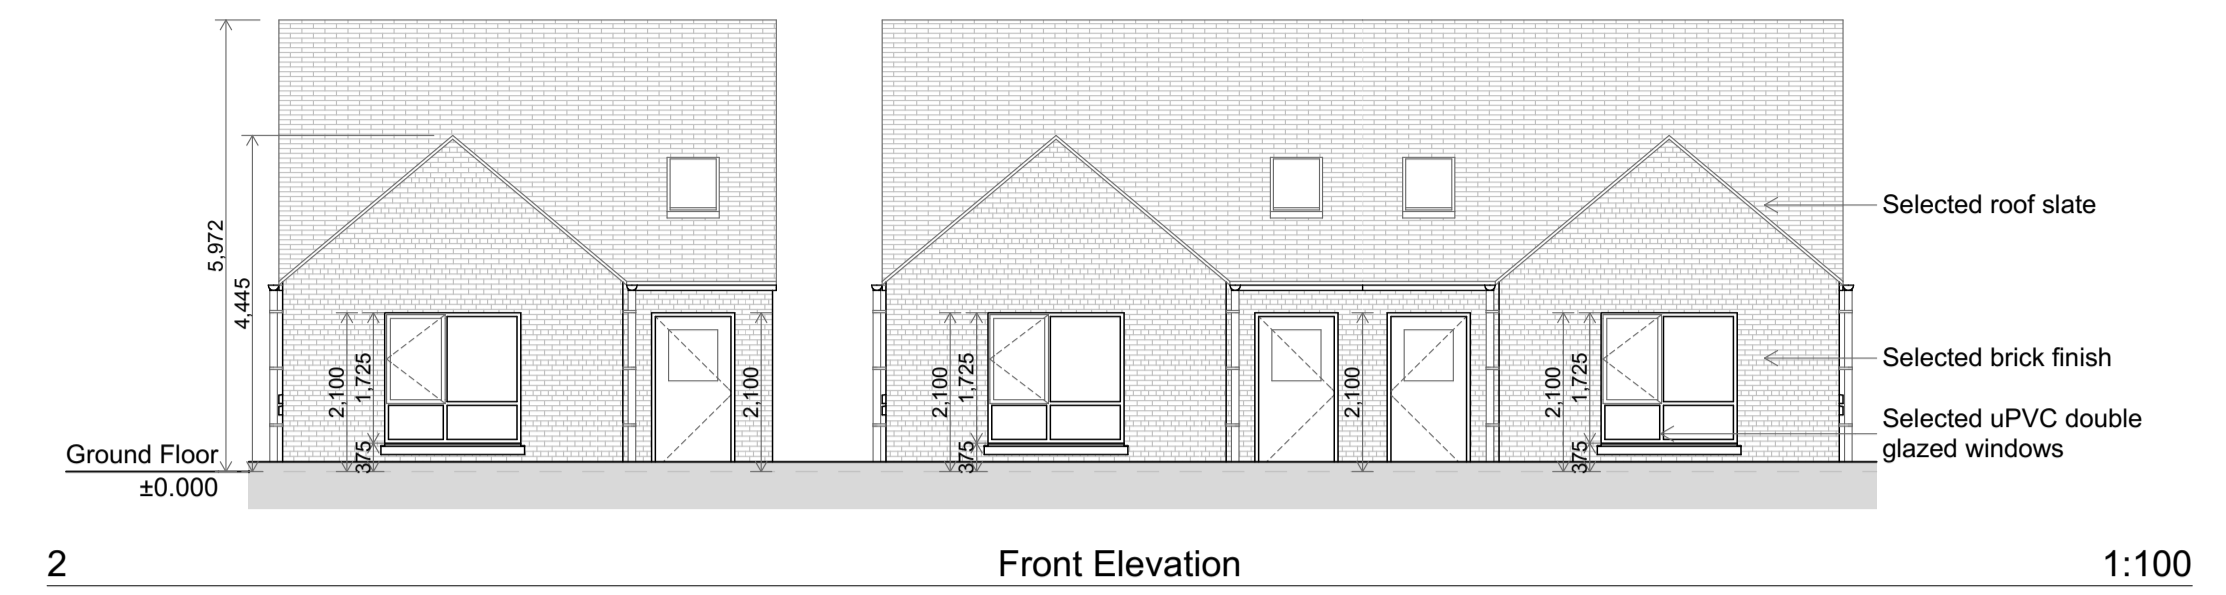 5,972
4,445
2,100
1,725
375
2,100
2,100
1,725
375
2,100
2,100
1,725
375
Selected roof slate
Selected brick finish
Selected uPVC double
glazed windows
Ground Floor
±0.000
2
Front Elevation
1:100